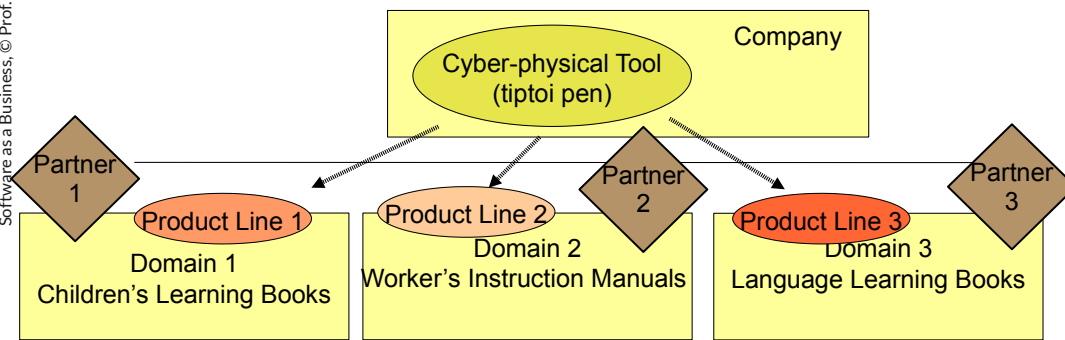 Software as a Business, © Prof.
Company
Cyber-physical Tool
(tiptoi pen)
Partner
1
Partner
2
Partner
3
Product Line 1
Product Line 2
Product Line 3
Domain 1
Children's Learning Books
Domain 2
Worker's Instruction Manuals
Domain 3
Language Learning Books